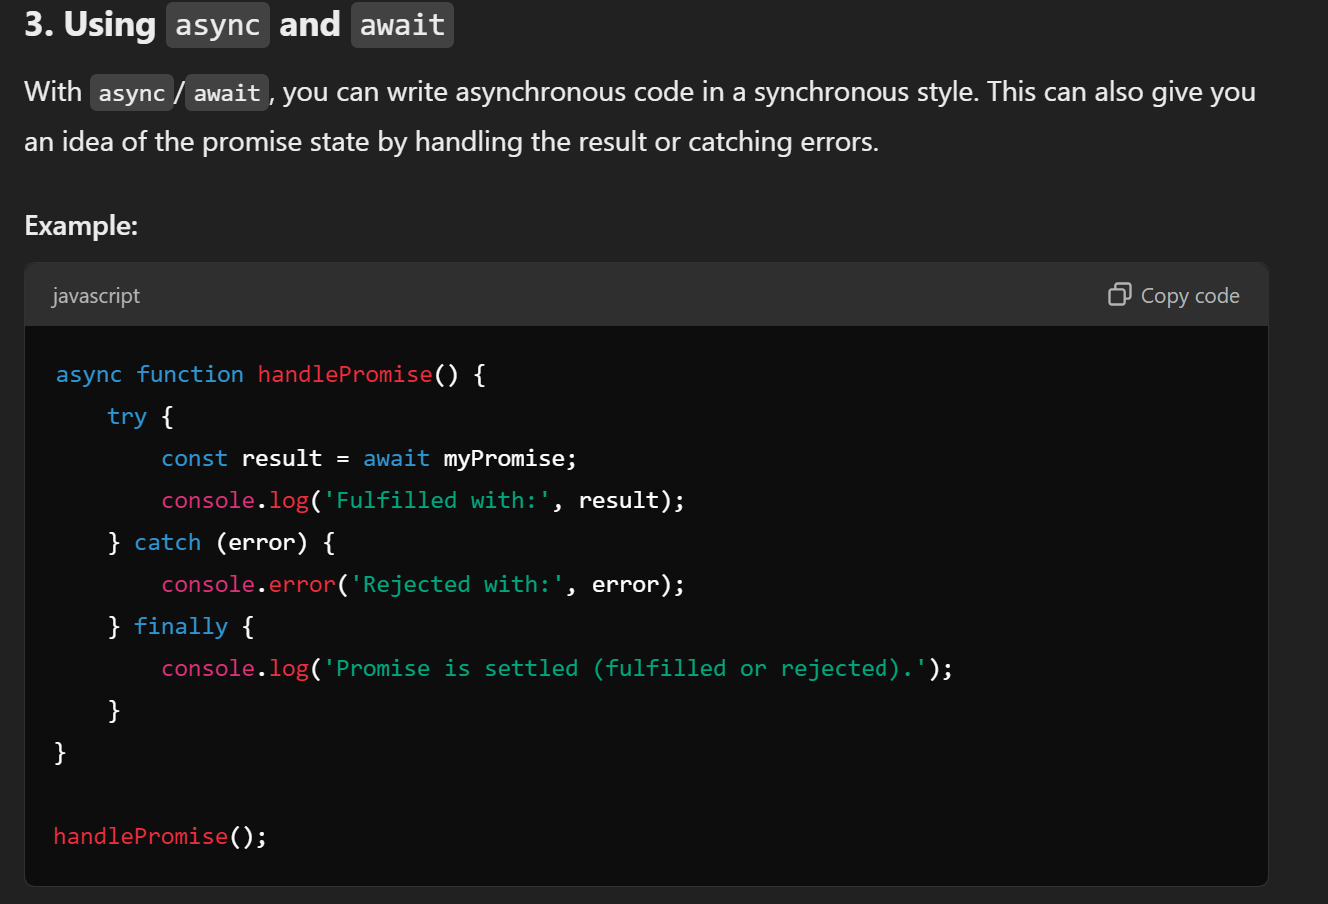 3. Using async and await
With async/await, you can write asynchronous code in a synchronous style. This can also give you
an idea of the promise state by handling the result or catching errors.
Example:
javascript Copy code
async function handlePromise() {
    try {
        const result = await myPromise;
        console.log('Fulfilled with:', result);
    } catch (error) {
        console.error('Rejected with:', error);
    } finally {
        console.log('Promise is settled (fulfilled or rejected).');
    }
}
handlePromise();